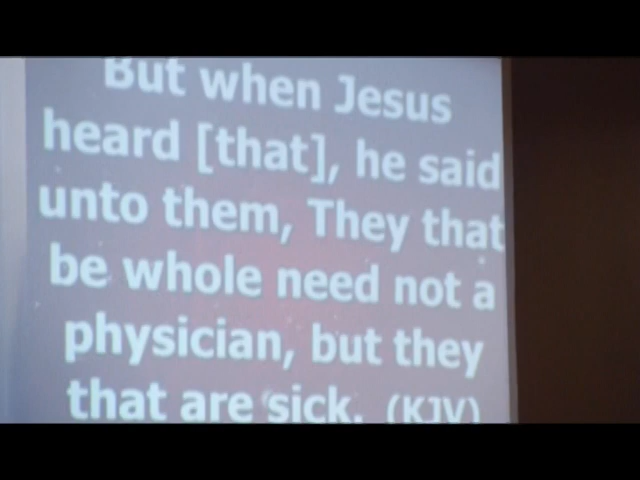 But when Jesus
heard [that], he said
unto them, They that
be whole need not a
physician, but they
that are sick. (KJV)